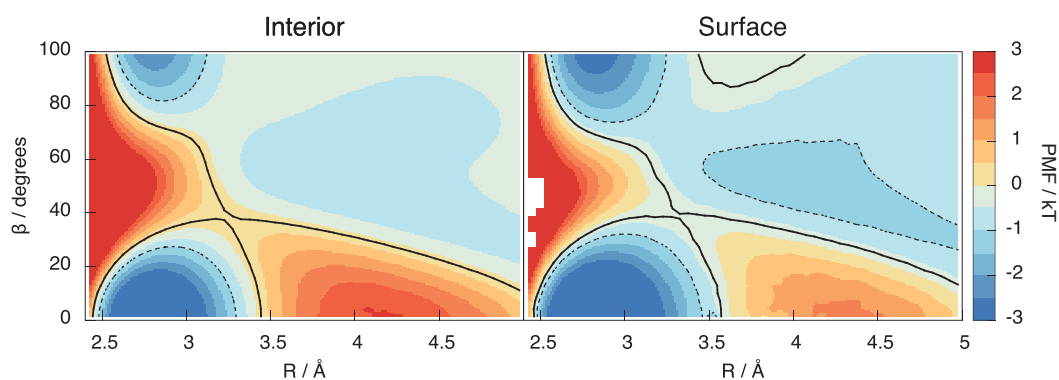 Interior Surface
100 80 60 40 20 0
β / degrees
2.5 3 3.5 4 4.5 2.5 3 3.5 4 4.5 5
R / Å R / Å
3 2 1 0 -1 -2 -3
PMF / kT